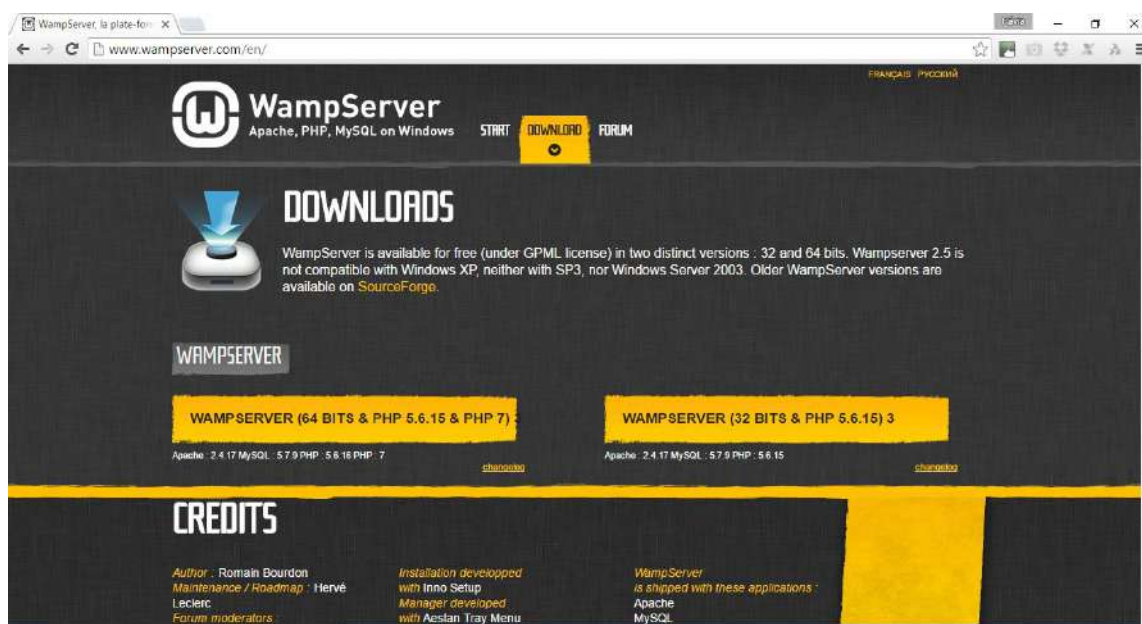 WampServer, la plate-for
www.wampserver.com/en/
FRANÇAIS РУССКИЙ
WampServer
Apache, PHP, MySQL on Windows
START DOWNLOAD FORUM
DOWNLOADS
WampServer is available for free (under GPML license) in two distinct versions : 32 and 64 bits. Wampserver 2.5 is
not compatible with Windows XP, neither with SP3, nor Windows Server 2003. Older WampServer versions are
available on SourceForge.
WAMPSERVER
WAMPSERVER (64 BITS & PHP 5.6.15 & PHP 7) 3
WAMPSERVER (32 BITS & PHP 5.6.15) 3
Apache : 2.4.17 MySQL : 5.7.9 PHP : 5.6.16 PHP : 7
Apache : 2.4.17 MySQL : 5.7.9 PHP : 5.6.15
changelog
changelog
CREDITS
Author : Romain Bourdon
Maintenance / Roadmap : Hervé
Leclerc
Forum moderators :
Installation developped
with Inno Setup
Manager developed
with Aestan Tray Menu
WampServer
is shipped with these applications :
Apache
MySQL